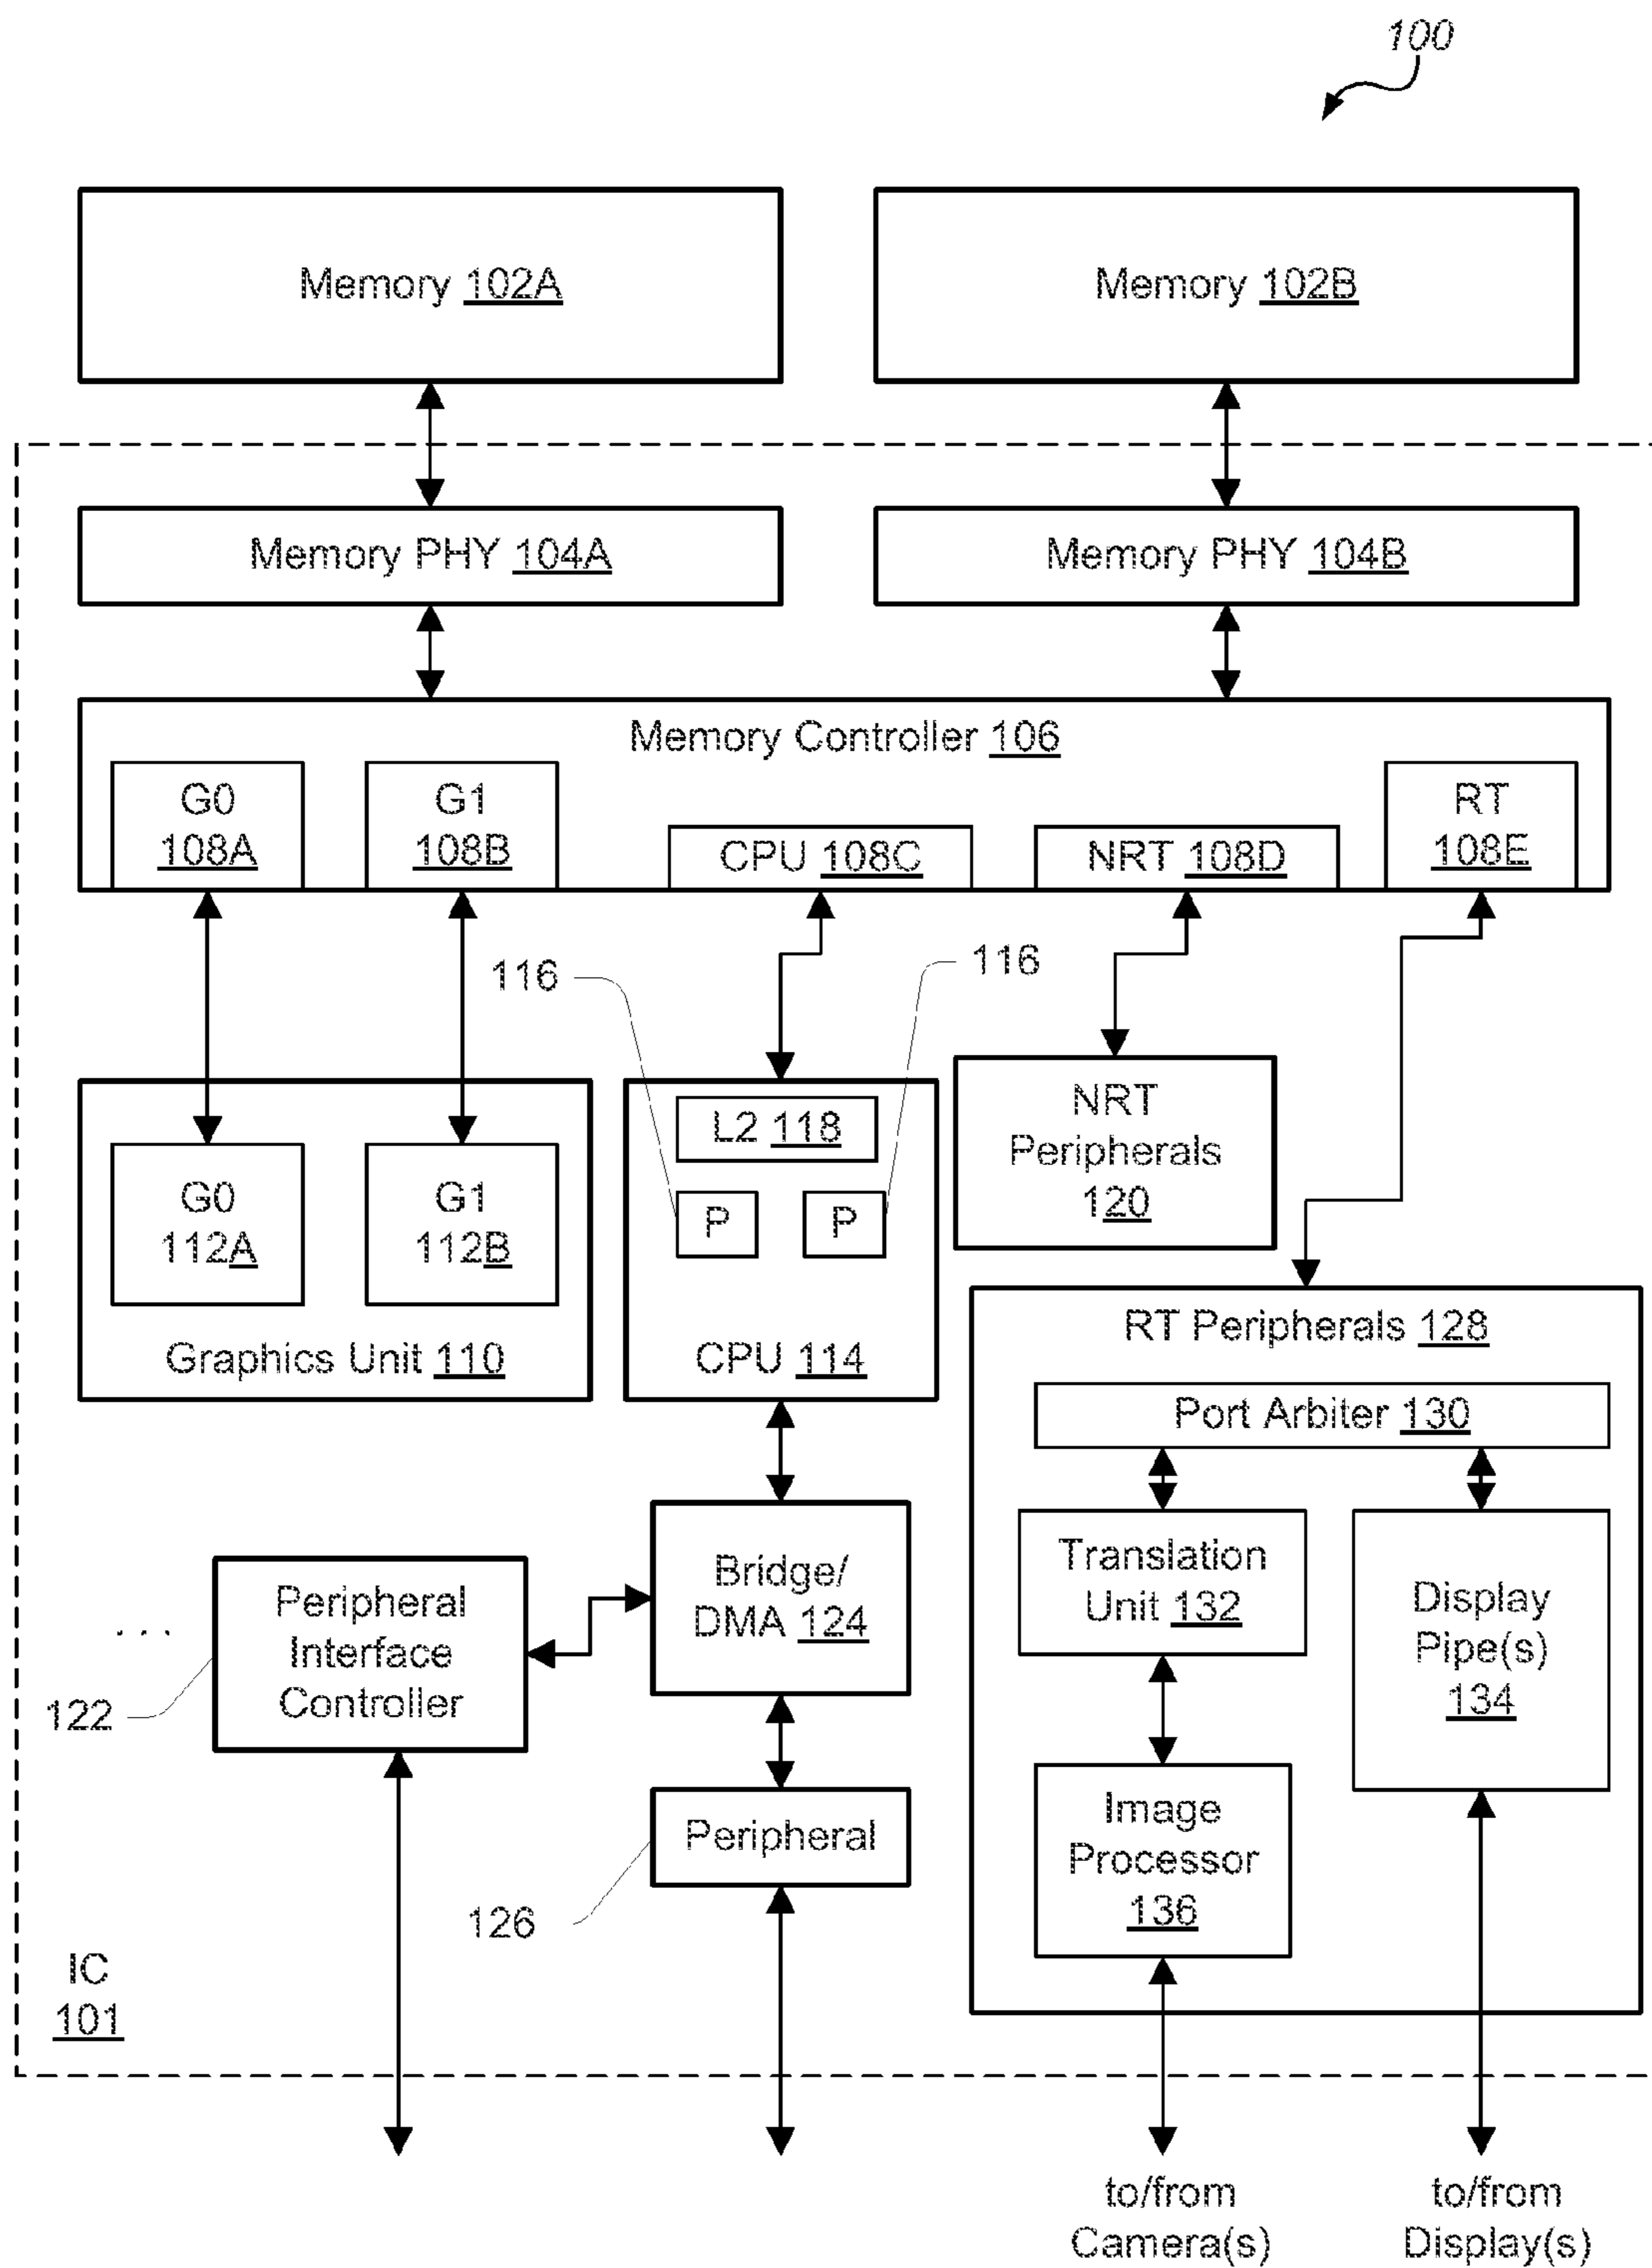 100
Memory 102A
Memory 102B
Memory PHY 104A
Memory PHY 104B
Memory Controller 106
G0
108A
G1
108B
CPU 108C
NRT 108D
RT
108E
116
116
G0
112A
G1
112B
Graphics Unit 110
L2 118
P
P
CPU 114
NRT
Peripherals
120
RT Peripherals 128
Port Arbiter 130
Translation
Unit 132
Display
Pipe(s)
134
Image
Processor
136
Bridge/
DMA 124
. . .
Peripheral
Interface
Controller
122
Peripheral
126
IC
101
to/from
Camera(s)
to/from
Display(s)